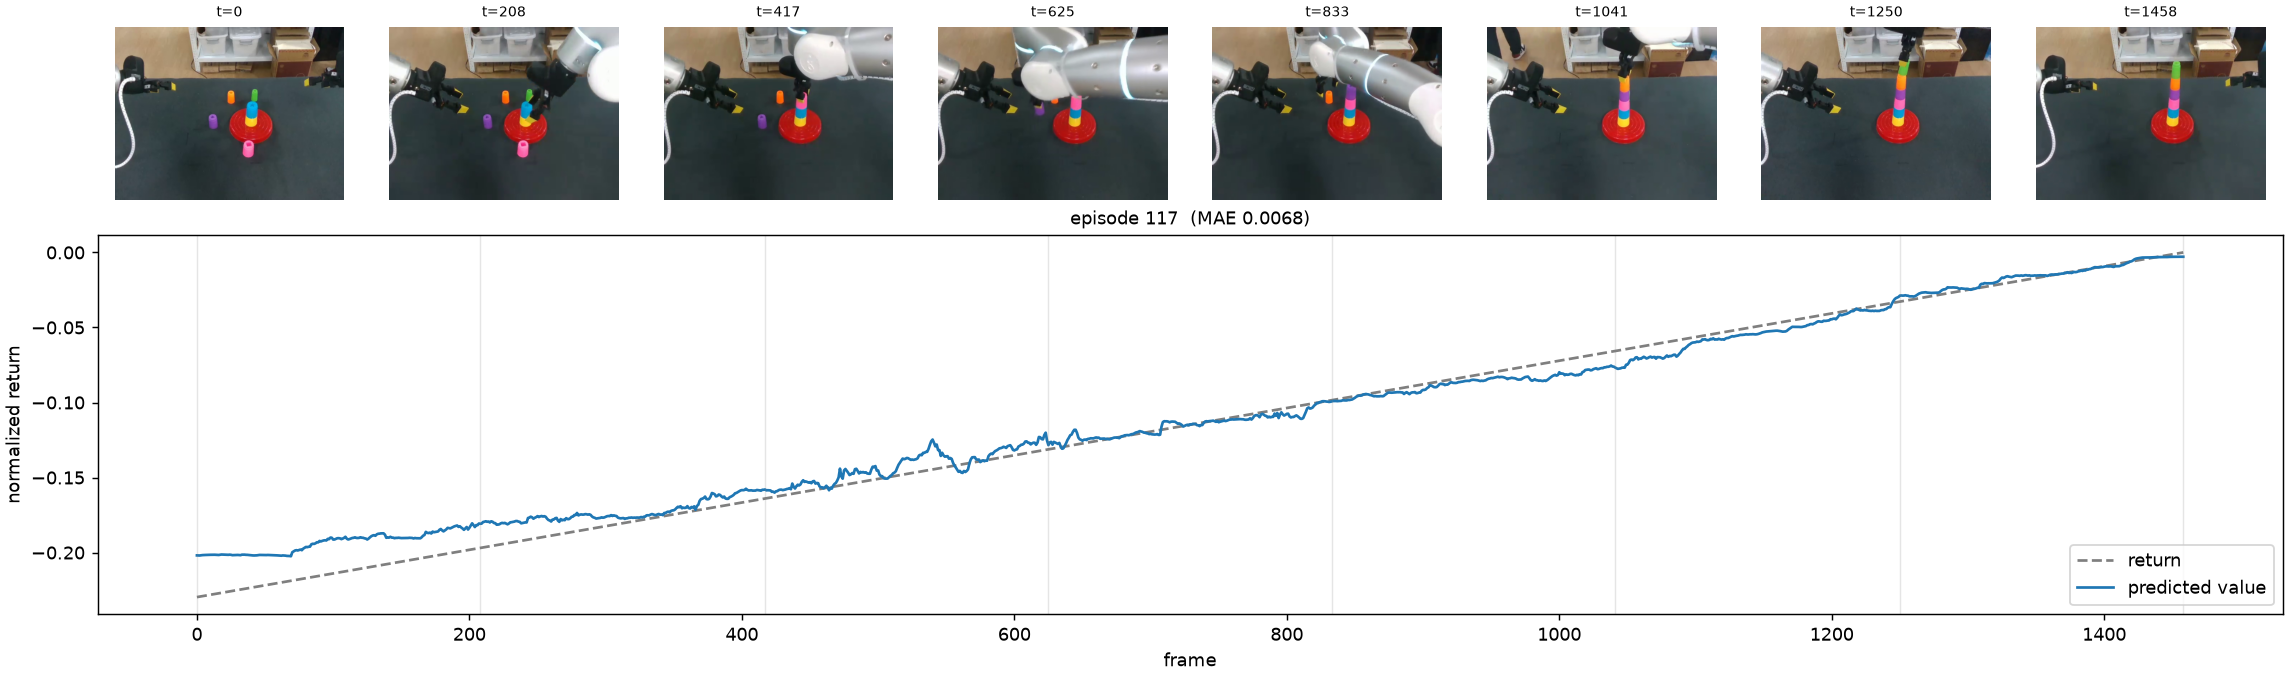 t=0 t=208 t=417 t=625 t=833 t=1041 t=1250 t=1458
episode 117 (MAE 0.0068)
0.00
−0.05
−0.10
−0.15
−0.20
normalized return
return
predicted value
0 200 400 600 800 1000 1200 1400
frame